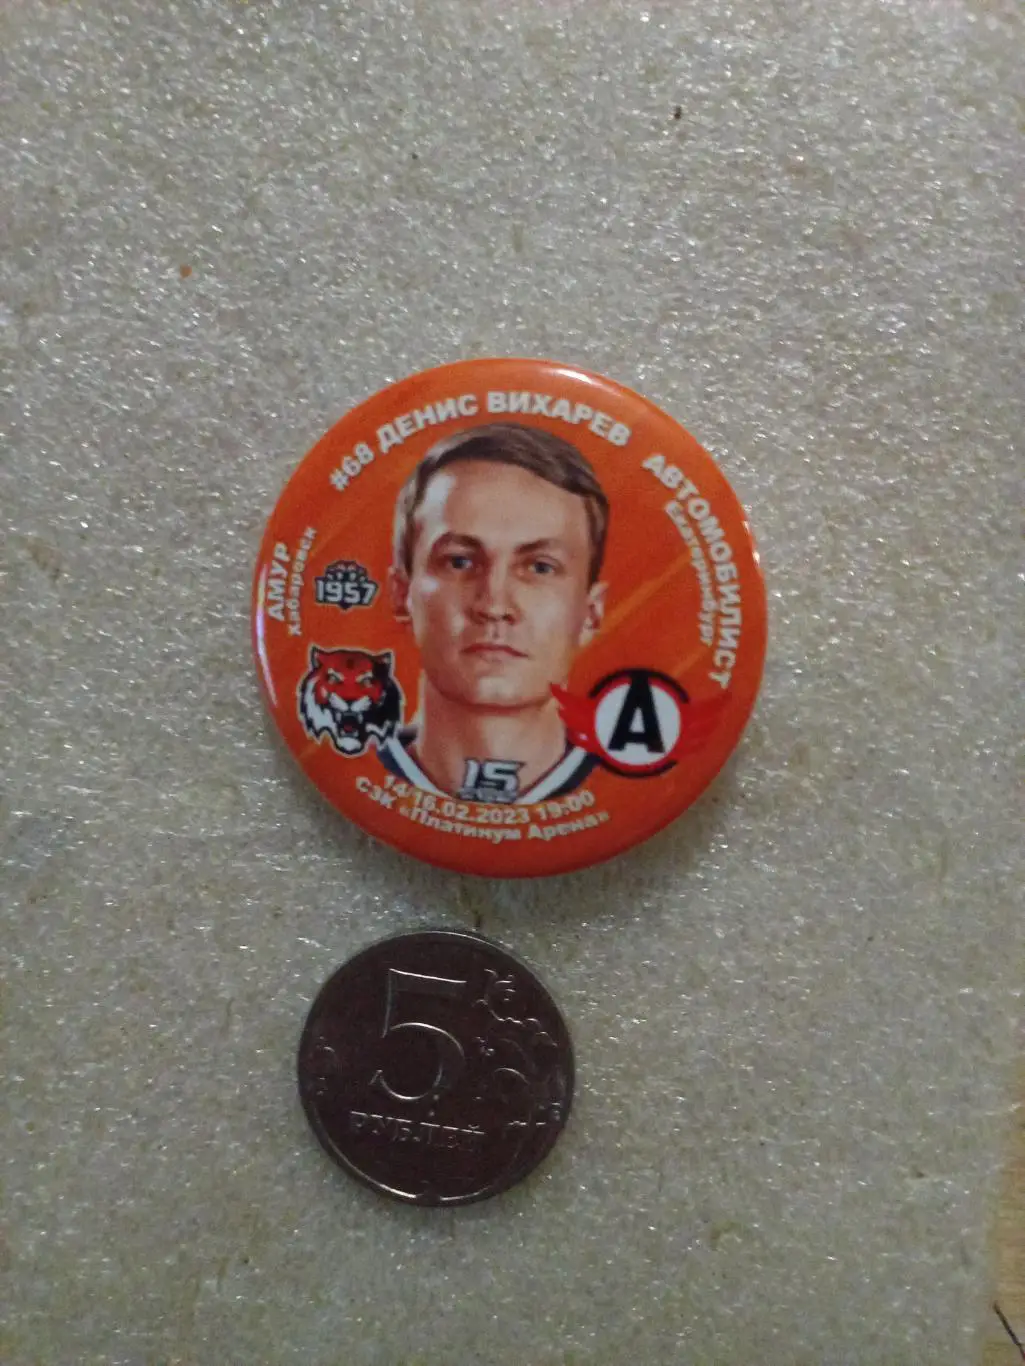 #68 ДЕНИС ВИХАРЕВ
АМУР
Хабаровск
АВТОМОБИЛИСТ
Екатеринбург
1957
А
15
14/16.02.2023 19:00
СЗК «Платинум Арена»
5
РУБЛЕЙ